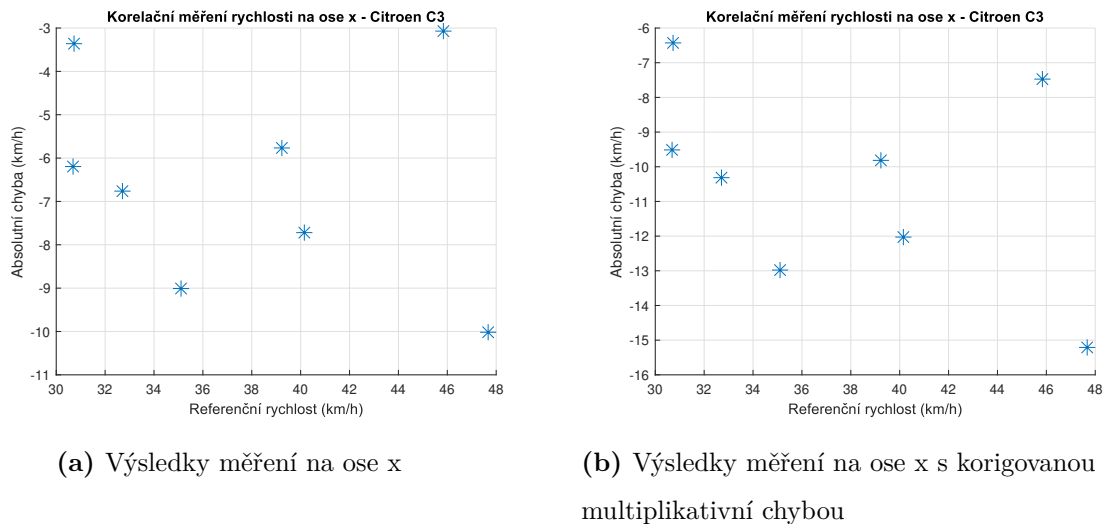 Korelační měření rychlosti na ose x - Citroen C3
-3
-4
-5
-6
-7
-8
-9
-10
-11
Absolutní chyba (km/h)
30 32 34 36 38 40 42 44 46 48
Referenční rychlost (km/h)
(a) Výsledky měření na ose x
Korelační měření rychlosti na ose x - Citroen C3
-6
-7
-8
-9
-10
-11
-12
-13
-14
-15
-16
Absolutní chyba (km/h)
30 32 34 36 38 40 42 44 46 48
Referenční rychlost (km/h)
(b) Výsledky měření na ose x s korigovanou
multiplikativní chybou